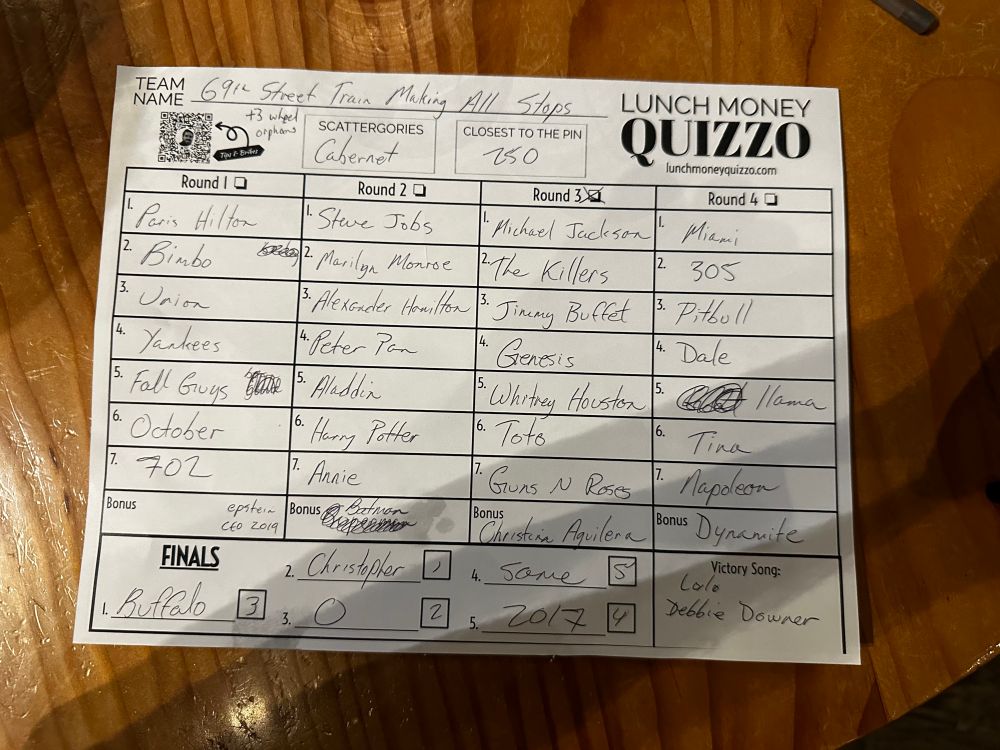 TEAM NAME 69th Street Train Making All Stops
+3 wheel orphans
Tips & Bribes
SCATTERGORIES
Cabernet
CLOSEST TO THE PIN
750
LUNCH MONEY
QUIZZO
lunchmoneyquizzo.com
Round 1
1. Paris Hilton
2. Bimbo
3. Union
4. Yankees
5. Fall Guys
6. October
7. 702
Bonus epstein
CEO 2019
Round 2
1. Steve Jobs
2. Marilyn Monroe
3. Alexander Hamilton
4. Peter Pan
5. Aladdin
6. Harry Potter
7. Annie
Bonus Batman
Round 3
1. Michael Jackson
2. The Killers
3. Jimmy Buffet
4. Genesis
5. Whitney Houston
6. Toto
7. Guns N Roses
Bonus
Christina Aguilera
Round 4
1. Miami
2. 305
3. Pitbull
4. Dale
5. llama
6. Tina
7. Napoleon
Bonus Dynamite
FINALS
1. Buffalo 3
2. Christopher 1
3. 0 2
4. same 5
5. 2017 4
Victory Song:
Lola
Debbie Downer